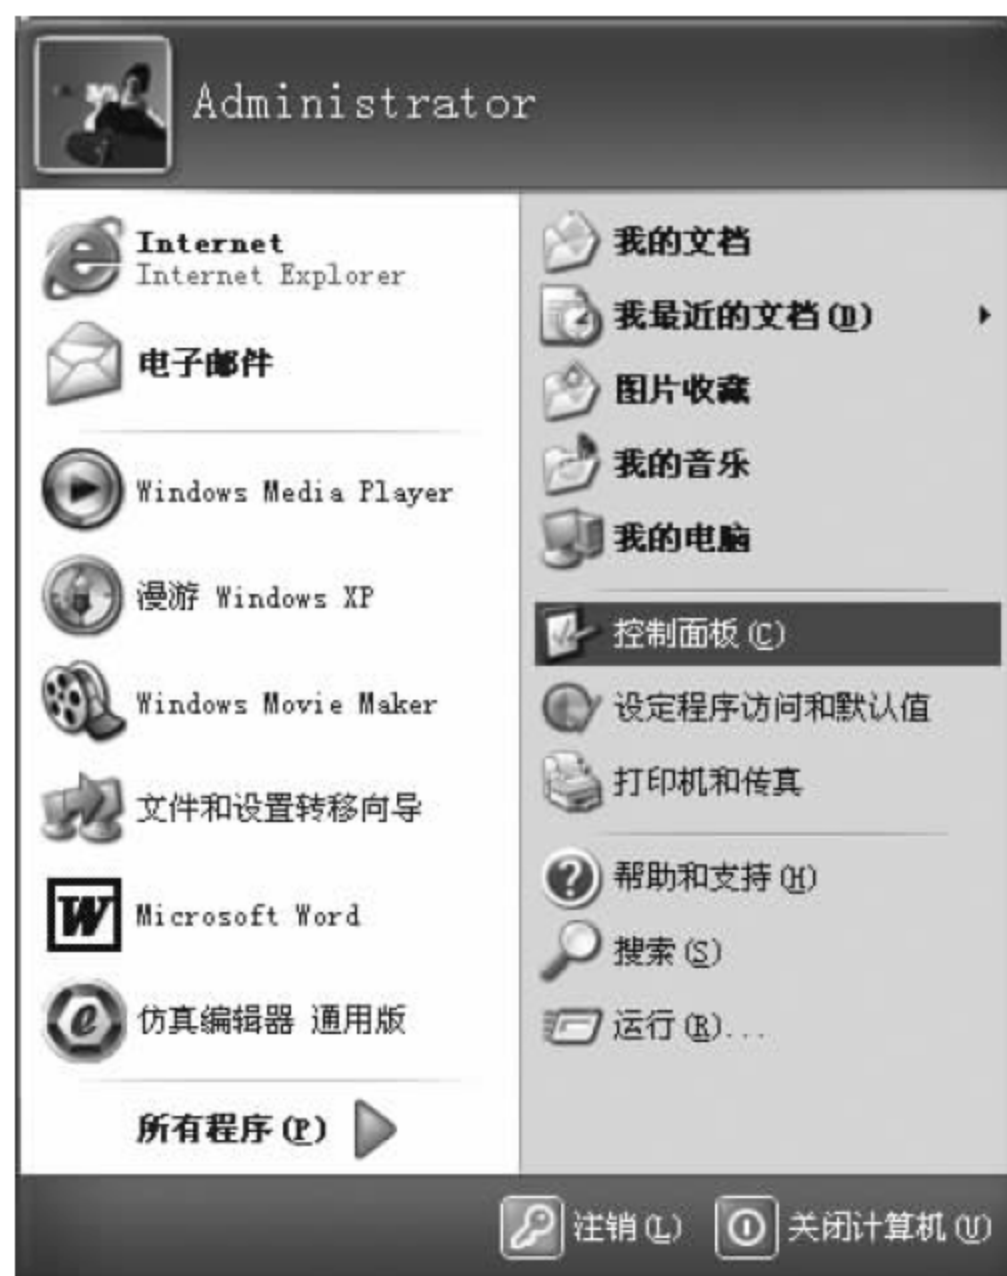 Administrator
Internet
Internet Explorer
电子邮件
Windows Media Player
漫游 Windows XP
Windows Movie Maker
文件和设置转移向导
Microsoft Word
仿真编辑器 通用版
所有程序(P)
我的文档
我最近的文档(D)
图片收藏
我的音乐
我的电脑
控制面板(C)
设定程序访问和默认值
打印机和传真
帮助和支持(H)
搜索(S)
运行(R)...
注销(L)
关闭计算机(U)